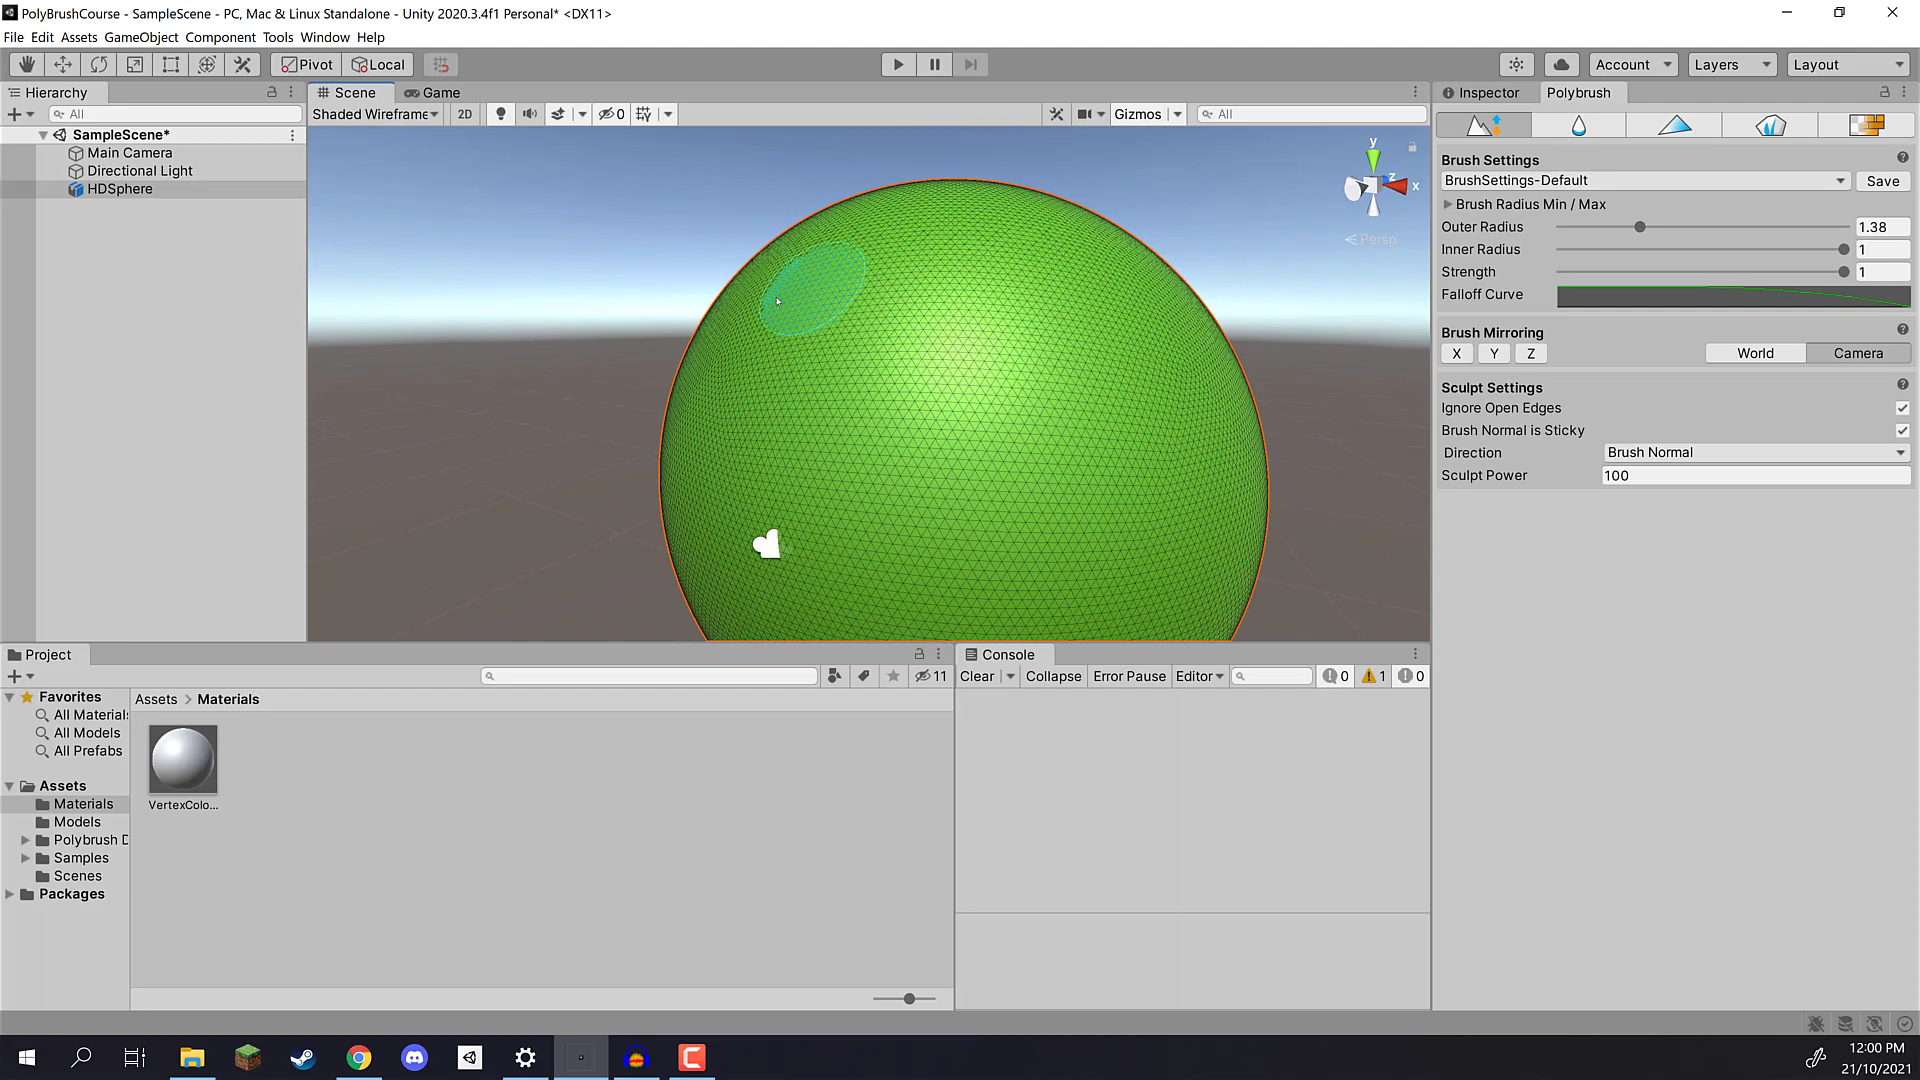 PolyBrushCourse - SampleScene - PC, Mac & Linux Standalone - Unity 2020.3.4f1 Personal* <DX11>
File Edit Assets GameObject Component Tools Window Help
Pivot Local Account Layers Layout
Hierarchy
All
SampleScene*
Main Camera
Directional Light
HDSphere
Scene Game
Shaded Wireframe 2D 0 Gizmos All
y
z
x
Persp
Inspector Polybrush
Brush Settings
BrushSettings-Default Save
Brush Radius Min / Max
Outer Radius 1.38
Inner Radius 1
Strength 1
Falloff Curve
Brush Mirroring
X Y Z World Camera
Sculpt Settings
Ignore Open Edges
Brush Normal is Sticky
Direction Brush Normal
Sculpt Power 100
Project
11
Favorites
All Materials
All Models
All Prefabs
Assets
Materials
Models
Polybrush D
Samples
Scenes
Packages
Assets > Materials
VertexColo...
Console
Clear Collapse Error Pause Editor 0 1 0
12:00 PM
21/10/2021